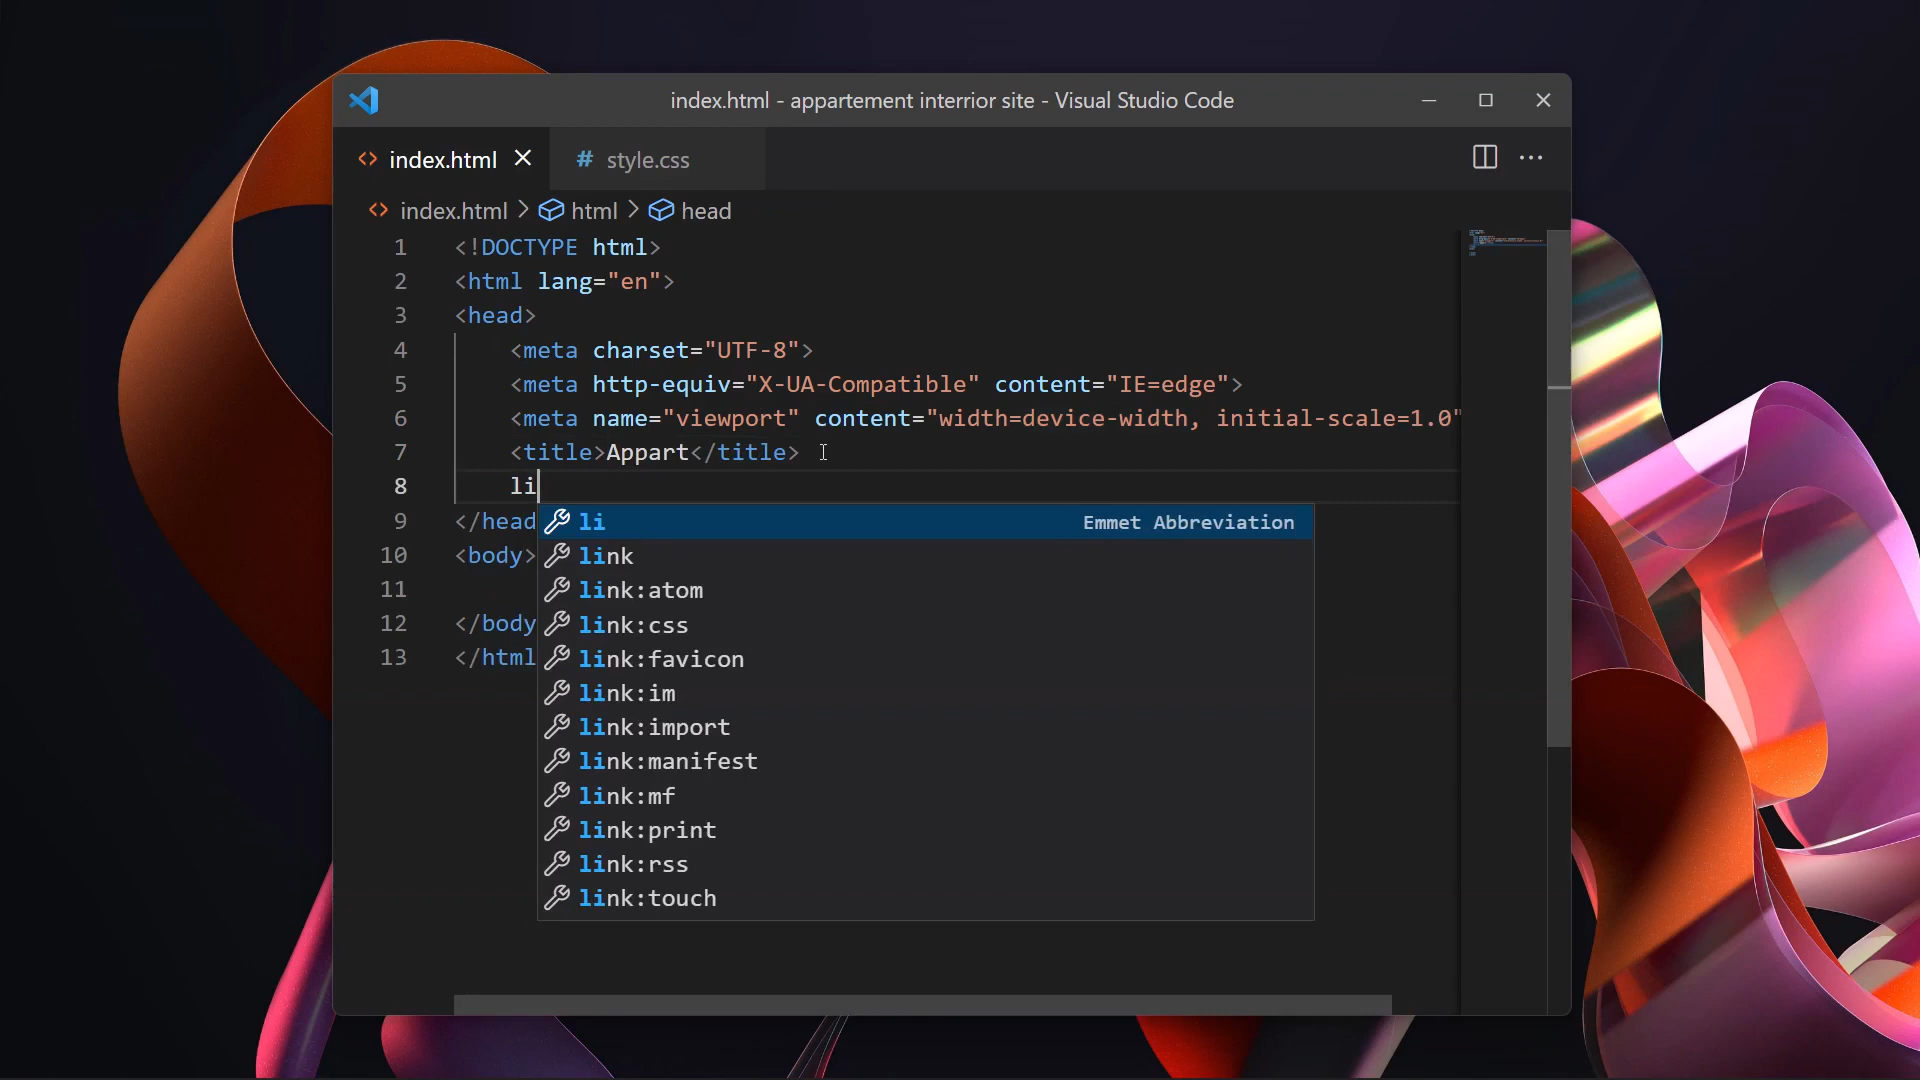 index.html - appartement interrior site - Visual Studio Code
index.html
# style.css
index.html > html > head
1 <!DOCTYPE html>
2 <html lang="en">
3 <head>
4 <meta charset="UTF-8">
5 <meta http-equiv="X-UA-Compatible" content="IE=edge">
6 <meta name="viewport" content="width=device-width, initial-scale=1.0"
7 <title>Appart</title>
8 li
9 </head
10 <body>
11
12 </body
13 </html
li Emmet Abbreviation
link
link:atom
link:css
link:favicon
link:im
link:import
link:manifest
link:mf
link:print
link:rss
link:touch